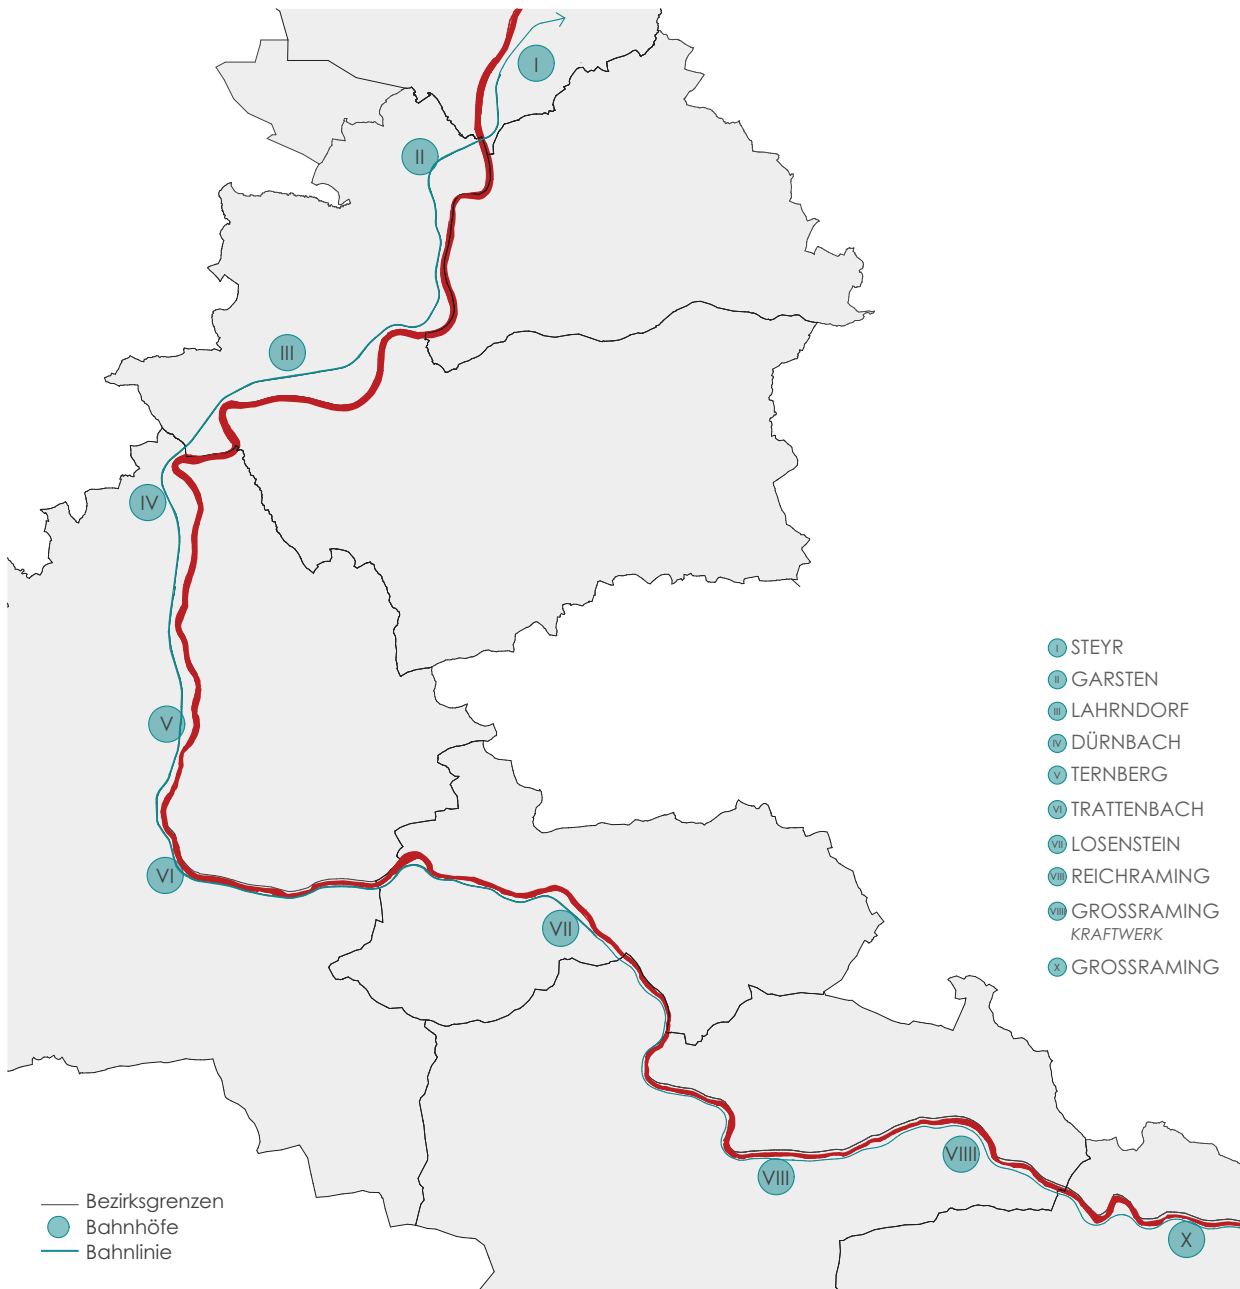 I
II
III
IV
V
VI
VII
VIII
VIIII
X
I STEYR
II GARSTEN
III LAHRNDORF
IV DÜRNBACH
V TERNBERG
VI TRATTENBACH
VII LOSENSTEIN
VIII REICHRAMING
VIIII GROSSRAMING
KRAFTWERK
X GROSSRAMING
Bezirksgrenzen
Bahnhöfe
Bahnlinie